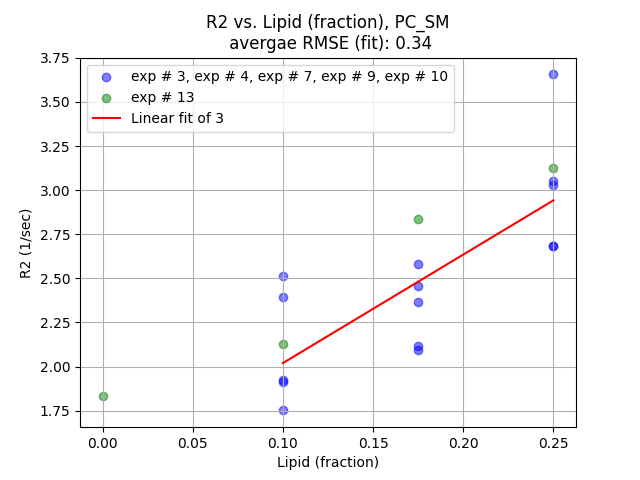 R2 vs. Lipid (fraction), PC_SM
avergae RMSE (fit): 0.34
exp # 3, exp # 4, exp # 7, exp # 9, exp # 10
exp # 13
Linear fit of 3
3.75
3.50
3.25
3.00
2.75
2.50
2.25
2.00
1.75
R2 (1/sec)
0.00 0.05 0.10 0.15 0.20 0.25
Lipid (fraction)